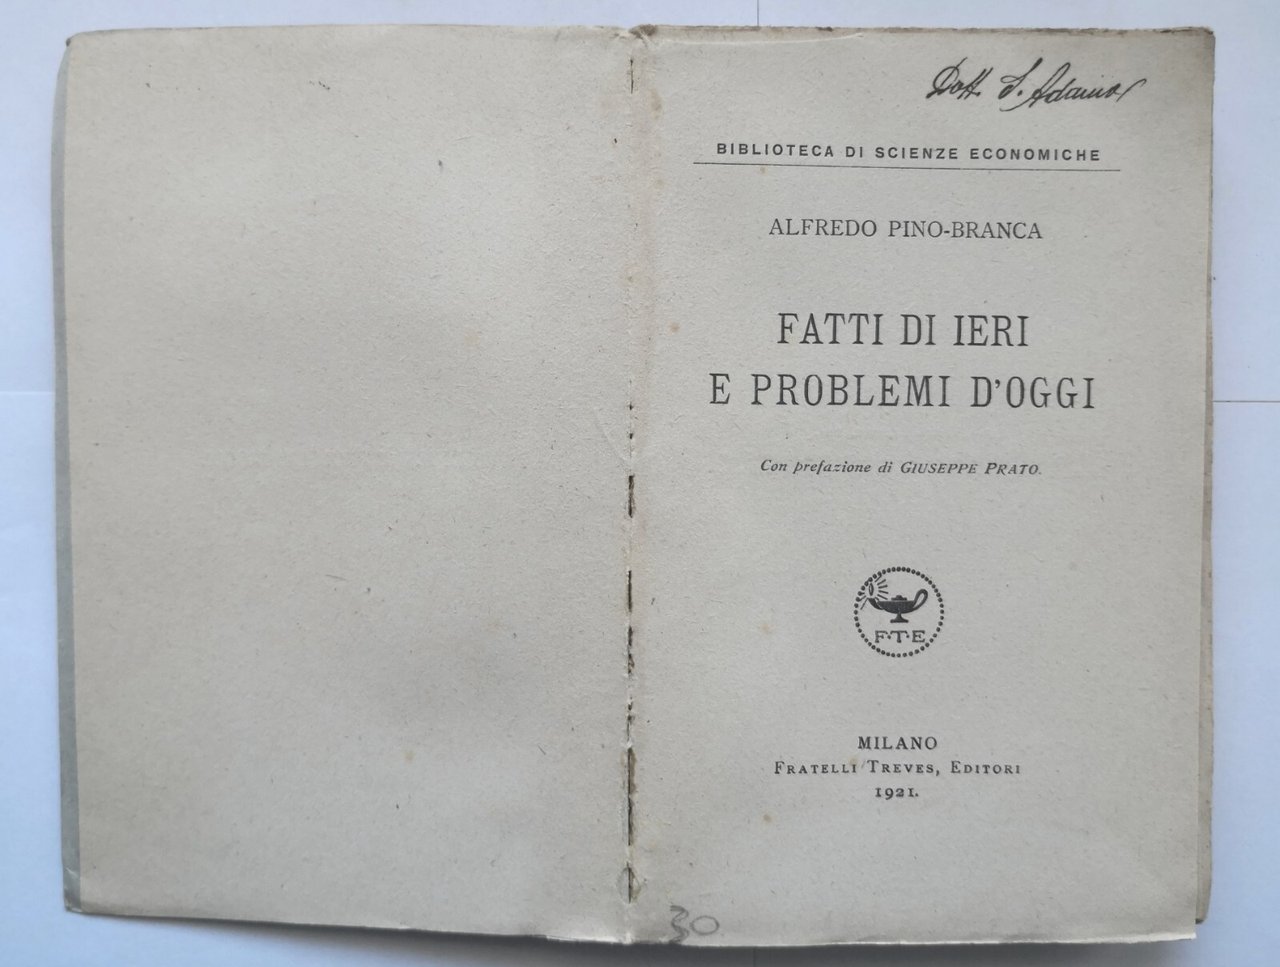 Dott. S. Adamo
BIBLIOTECA DI SCIENZE ECONOMICHE
ALFREDO PINO-BRANCA
FATTI DI IERI
E PROBLEMI D'OGGI
Con prefazione di GIUSEPPE PRATO.
F·T·E
MILANO
FRATELLI TREVES, EDITORI
1921.
30